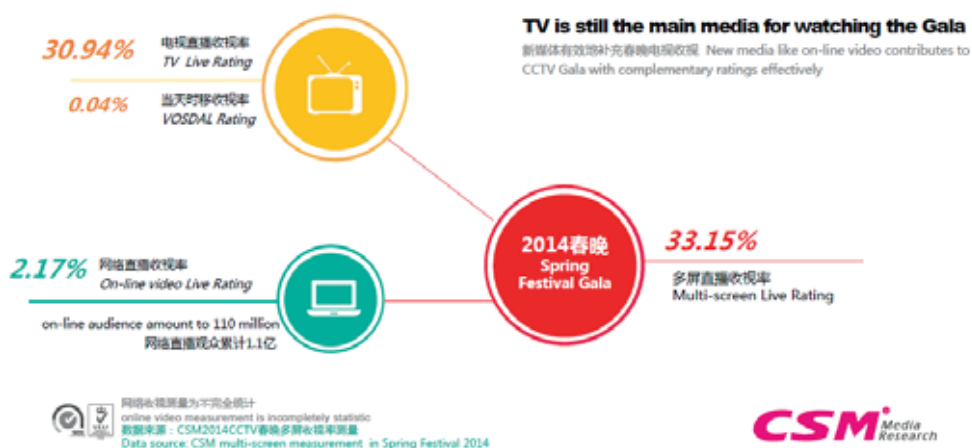 TV is still the main media for watching the Gala
新媒体有效地补充春晚电视收视 New media like on-line video contributes to
CCTV Gala with complementary ratings effectively
30.94%
电视直播收视率
TV Live Rating
0.04%
当天时移收视率
VOSDAL Rating
2014春晚
Spring
Festival Gala
33.15%
多屏直播收视率
Multi-screen Live Rating
2.17%
网络直播收视率
On-line video Live Rating
on-line audience amount to 110 million
网络直播观众累计1.1亿
网络收视测量为不完全统计
online video measurement is incompletely statistic
数据来源：CSM2014CCTV春晚多屏收视率测量
Data source: CSM multi-screen measurement in Spring Festival 2014
CSM Media
Research